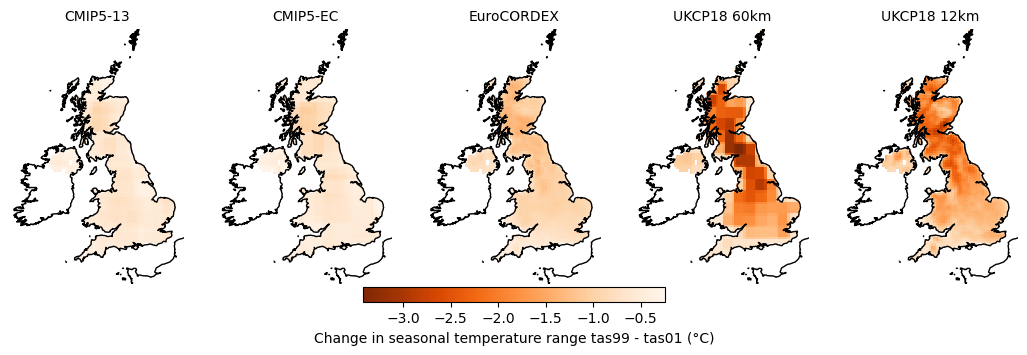 CMIP5-13 CMIP5-EC EuroCORDEX UKCP18 60km UKCP18 12km
−3.0 −2.5 −2.0 −1.5 −1.0 −0.5
Change in seasonal temperature range tas99 - tas01 (°C)